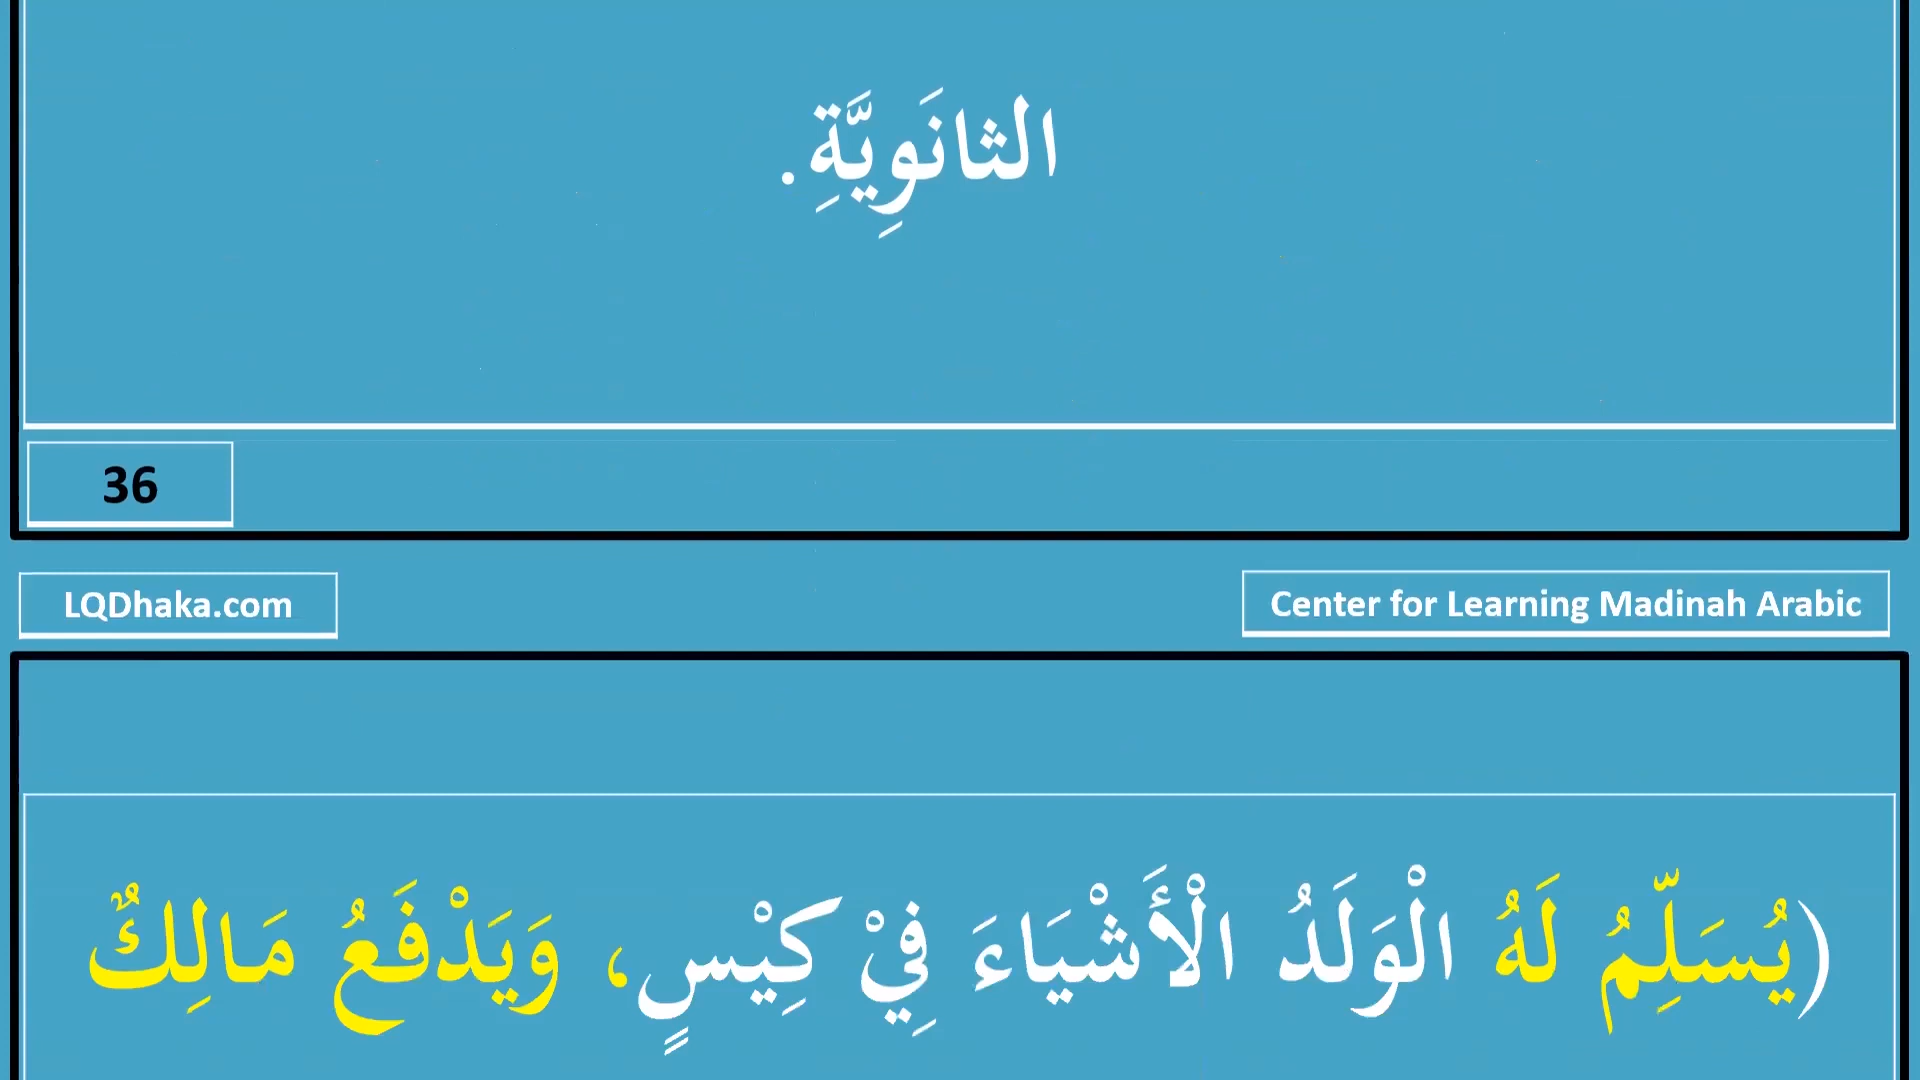 الثانَوِيَّةِ.
36
LQDhaka.com
Center for Learning Madinah Arabic
(يُسَلِّمُ لَهُ الْوَلَدُ الْأَشْيَاءَ فِيْ كِيْسٍ، وَيَدْفَعُ مَالِكٌ